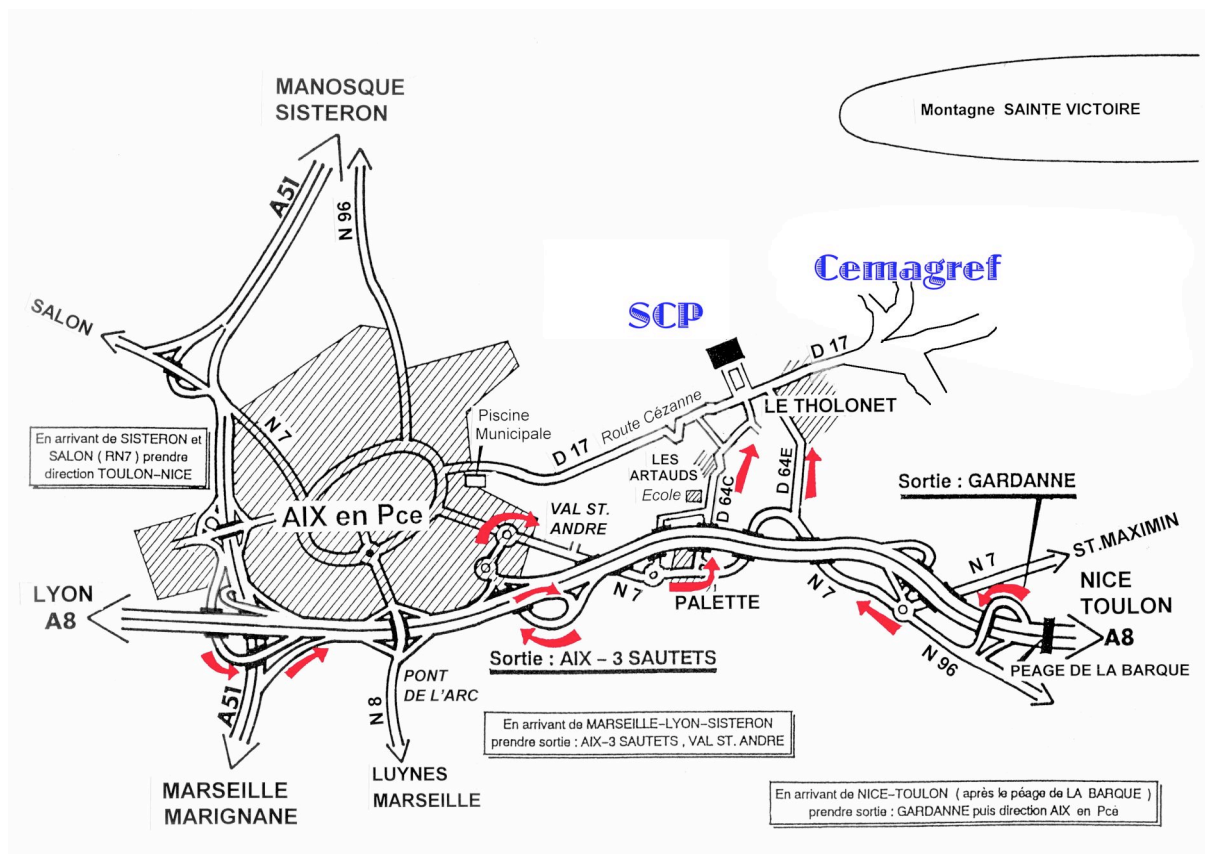 MANOSQUE
SISTERON
Montagne SAINTE VICTOIRE
A51
N 96
SALON
SCP
Cemagref
D 17
LE THOLONET
Route Cézanne
D 17
Piscine
Municipale
N 7
En arrivant de SISTERON et
SALON ( RN7 ) prendre
direction TOULON-NICE
LES
ARTAUDS
Ecole
D 64C
D 64E
Sortie : GARDANNE
AIX en Pce
VAL ST.
ANDRE
ST.MAXIMIN
N 7
LYON
A8
N 7
PALETTE
N 7
NICE
TOULON
A8
Sortie : AIX - 3 SAUTETS
N 96
PEAGE DE LA BARQUE
PONT
DE L'ARC
A51
N 8
En arrivant de MARSEILLE-LYON-SISTERON
prendre sortie : AIX-3 SAUTETS , VAL ST. ANDRE
MARSEILLE
MARIGNANE
LUYNES
MARSEILLE
En arrivant de NICE-TOULON ( après le péage de LA BARQUE )
prendre sortie : GARDANNE puis direction AIX en Pce